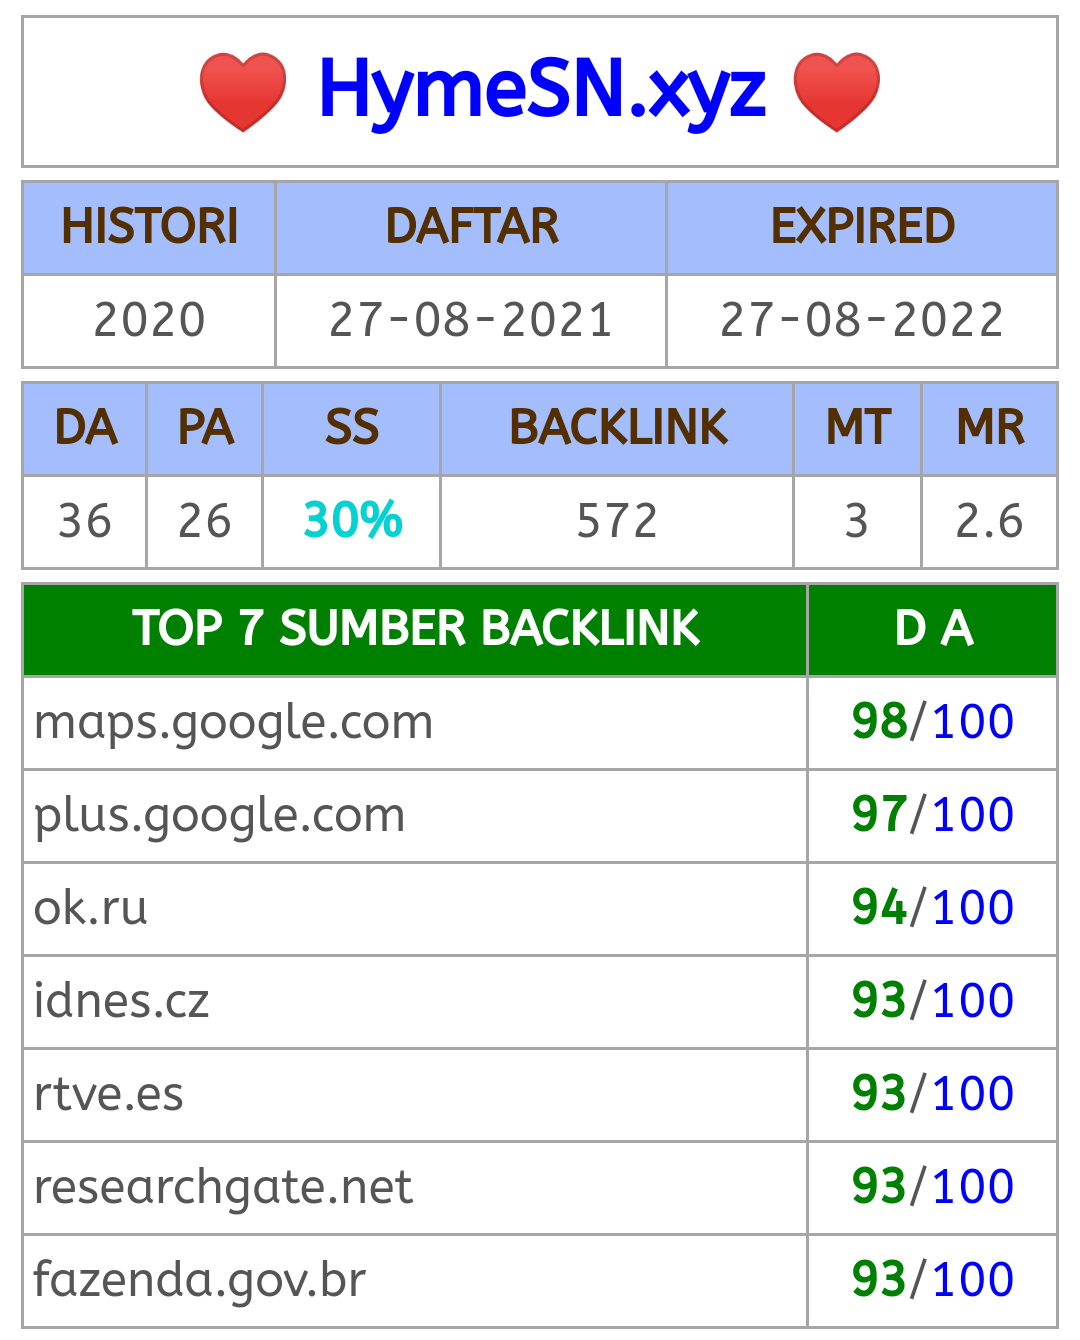 HymeSN.xyz
HISTORI DAFTAR EXPIRED
2020 27-08-2021 27-08-2022
DA PA SS BACKLINK MT MR
36 26 30% 572 3 2.6
TOP 7 SUMBER BACKLINK D A
maps.google.com 98/100
plus.google.com 97/100
ok.ru 94/100
idnes.cz 93/100
rtve.es 93/100
researchgate.net 93/100
fazenda.gov.br 93/100